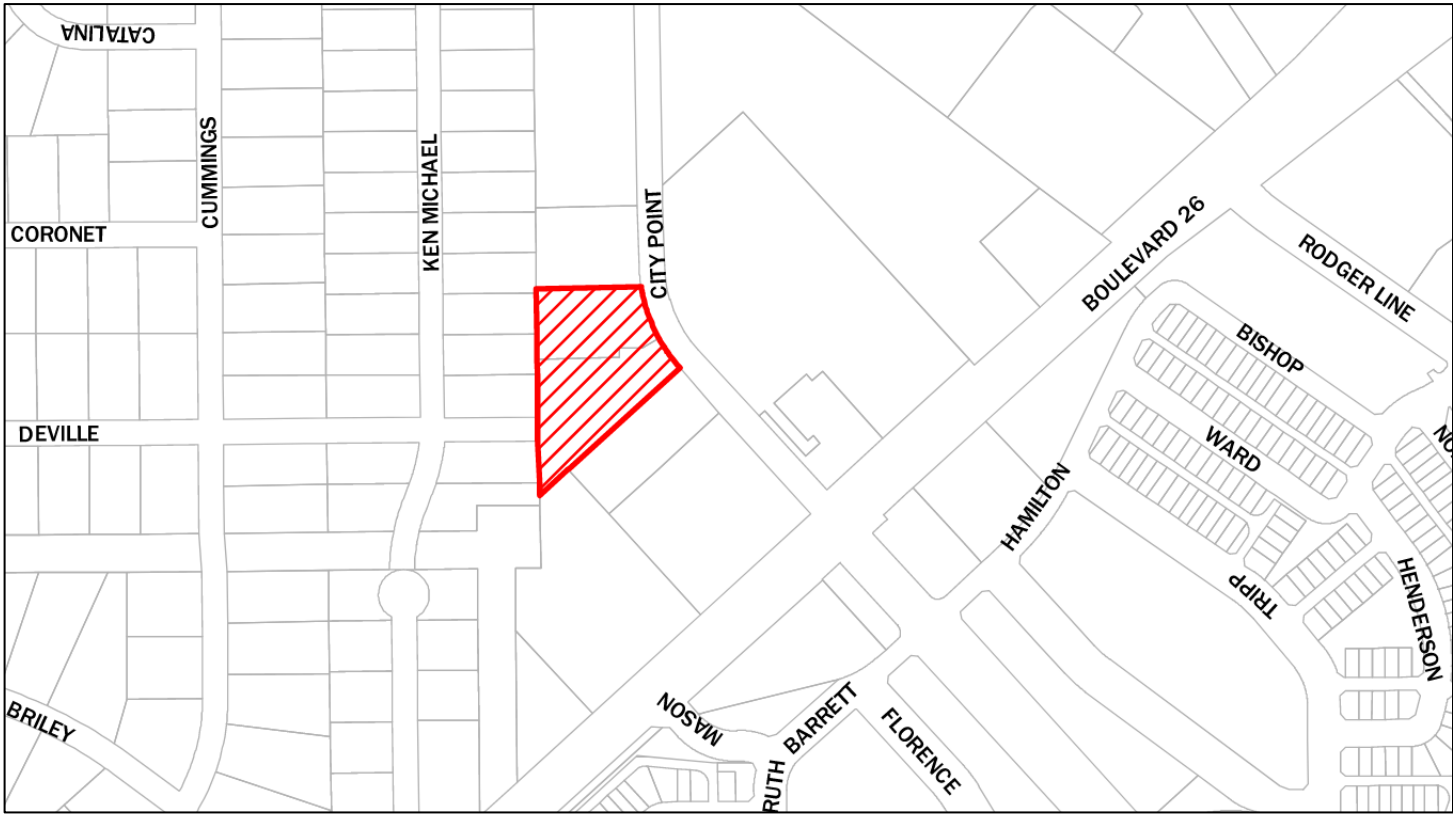 CATALINA
CUMMINGS
KEN MICHAEL
CITY POINT
CORONET
BOULEVARD 26
RODGER LINE
BISHOP
DEVILLE
WARD
HAMILTON
TRIPP
HENDERSON
MASON
BARRETT
BRILEY
FLORENCE
RUTH